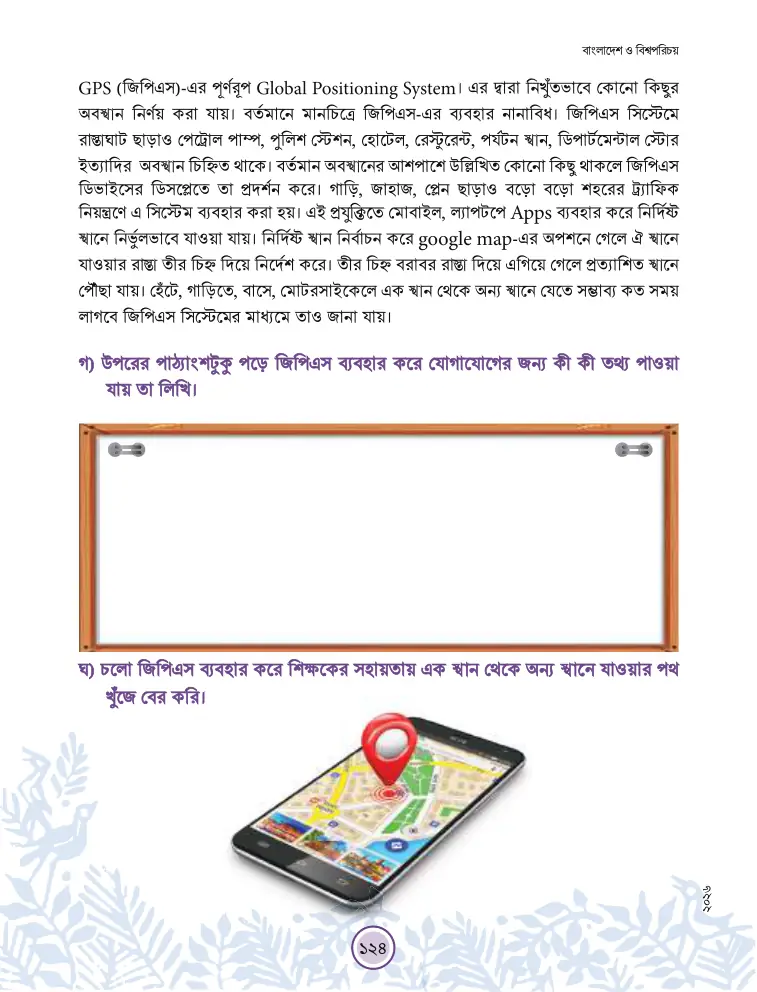 বাংলাদেশ ও বিশ্বপরিচয়
GPS (জিপিএস)-এর পূর্ণরূপ Global Positioning System। এর দ্বারা নিখুঁতভাবে কোনো কিছুর
অবস্থান নির্ণয় করা যায়। বর্তমানে মানচিত্রে জিপিএস-এর ব্যবহার নানাবিধ। জিপিএস সিস্টেমে
রাস্তাঘাট ছাড়াও পেট্রোল পাম্প, পুলিশ স্টেশন, হোটেল, রেস্টুরেন্ট, পর্যটন স্থান, ডিপার্টমেন্টাল স্টোর
ইত্যাদির অবস্থান চিহ্নিত থাকে। বর্তমান অবস্থানের আশপাশে উল্লিখিত কোনো কিছু থাকলে জিপিএস
ডিভাইসের ডিসপ্লেতে তা প্রদর্শন করে। গাড়ি, জাহাজ, প্লেন ছাড়াও বড়ো বড়ো শহরের ট্র্যাফিক
নিয়ন্ত্রণে এ সিস্টেম ব্যবহার করা হয়। এই প্রযুক্তিতে মোবাইল, ল্যাপটপে Apps ব্যবহার করে নির্দিষ্ট
স্থানে নির্ভুলভাবে যাওয়া যায়। নির্দিষ্ট স্থান নির্বাচন করে google map-এর অপশনে গেলে ঐ স্থানে
যাওয়ার রাস্তা তীর চিহ্ন দিয়ে নির্দেশ করে। তীর চিহ্ন বরাবর রাস্তা দিয়ে এগিয়ে গেলে প্রত্যাশিত স্থানে
পৌঁছা যায়। হেঁটে, গাড়িতে, বাসে, মোটরসাইকেলে এক স্থান থেকে অন্য স্থানে যেতে সম্ভাব্য কত সময়
লাগবে জিপিএস সিস্টেমের মাধ্যমে তাও জানা যায়।
গ) উপরের পাঠ্যাংশটুকু পড়ে জিপিএস ব্যবহার করে যোগাযোগের জন্য কী কী তথ্য পাওয়া
যায় তা লিখি।
ঘ) চলো জিপিএস ব্যবহার করে শিক্ষকের সহায়তায় এক স্থান থেকে অন্য স্থানে যাওয়ার পথ
খুঁজে বের করি।
২০২৬
১২৪